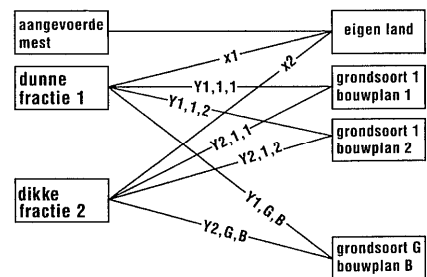 aangevoerde
mest
eigen land
x1
dunne
fractie 1
x2
Y1,1,1
grondsoort 1
bouwplan 1
Y1,1,2
Y2,1,1
grondsoort 1
bouwplan 2
Y2,1,2
dikke
fractie 2
Y1,G,B
Y2,G,B
grondsoort G
bouwplan B